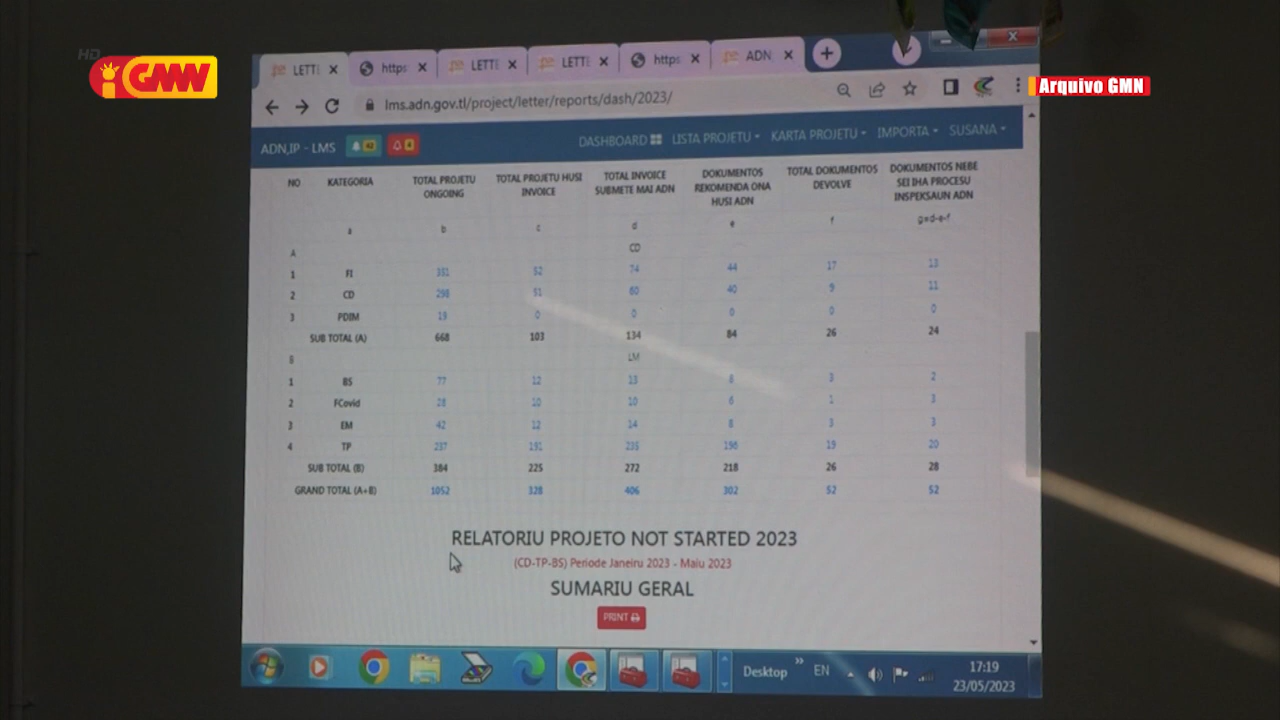 HD
GMN
Arquivo GMN
LETTE https LETTE LETTE https ADN
lms.adn.gov.tl/project/letter/reports/dash/2023/
ADN,IP - LMS 42 4 DASHBOARD LISTA PROJETU KARTA PROJETU IMPORTA SUSANA
NO KATEGORIA TOTAL PROJETU ONGOING TOTAL PROJETU HUSI INVOICE TOTAL INVOICE SUBMETE MAI ADN DOKUMENTOS REKOMENDA ONA HUSI ADN TOTAL DOKUMENTOS DEVOLVE DOKUMENTOS NEBE SEI IHA PROCESU INSPEKSAUN ADN
a b c d e f g=d-e-f
A CD
1 FI 351 52 74 44 17 13
2 CD 298 51 60 40 9 11
3 PDIM 19 0 0 0 0 0
SUB TOTAL (A) 668 103 134 84 26 24
B LM
1 BS 77 12 13 8 3 2
2 FCovid 28 10 10 6 1 3
3 EM 42 12 14 8 3 3
4 TP 237 191 235 196 19 20
SUB TOTAL (B) 384 225 272 218 26 28
GRAND TOTAL (A+B) 1052 328 406 302 52 52
RELATORIU PROJETO NOT STARTED 2023
(CD-TP-BS) Periode Janeiru 2023 - Maiu 2023
SUMARIU GERAL
PRINT
Desktop » EN 17:19
23/05/2023